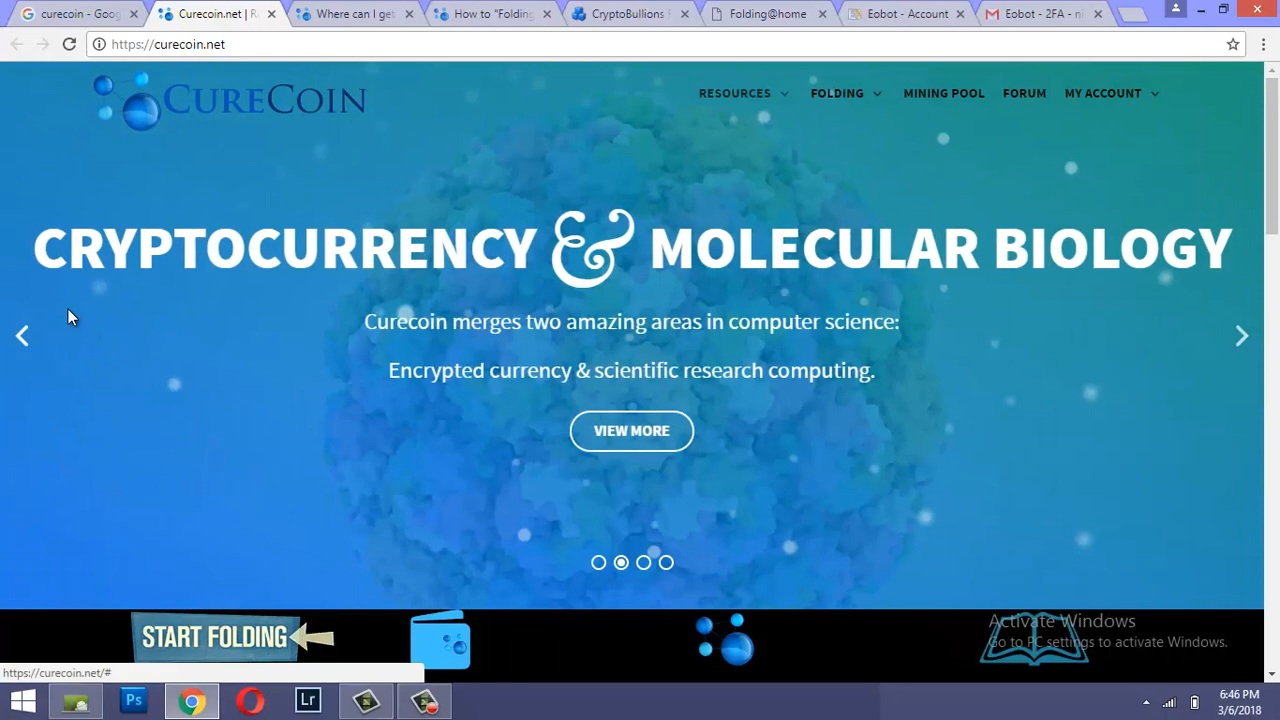 curecoin - Goog
Curecoin.net | R
Where can I get
How to "Folding
CryptoBullions F
Folding@home
Eobot - Account
Eobot - 2FA - ni
https://curecoin.net
CURECOIN
RESOURCES
FOLDING
MINING POOL
FORUM
MY ACCOUNT
CRYPTOCURRENCY & MOLECULAR BIOLOGY
Curecoin merges two amazing areas in computer science:
Encrypted currency & scientific research computing.
VIEW MORE
START FOLDING
Activate Windows
Go to PC settings to activate Windows.
https://curecoin.net/#
Ps
Lr
6:46 PM
3/6/2018